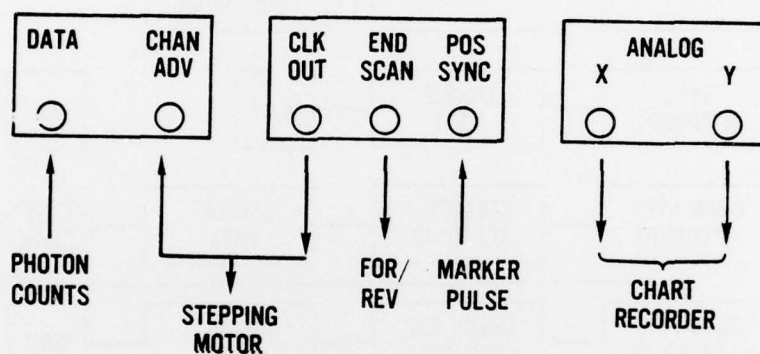 DATA
CHAN
ADV
CLK
OUT
END
SCAN
POS
SYNC
ANALOG
X
Y
PHOTON
COUNTS
STEPPING
MOTOR
FOR/
REV
MARKER
PULSE
CHART
RECORDER